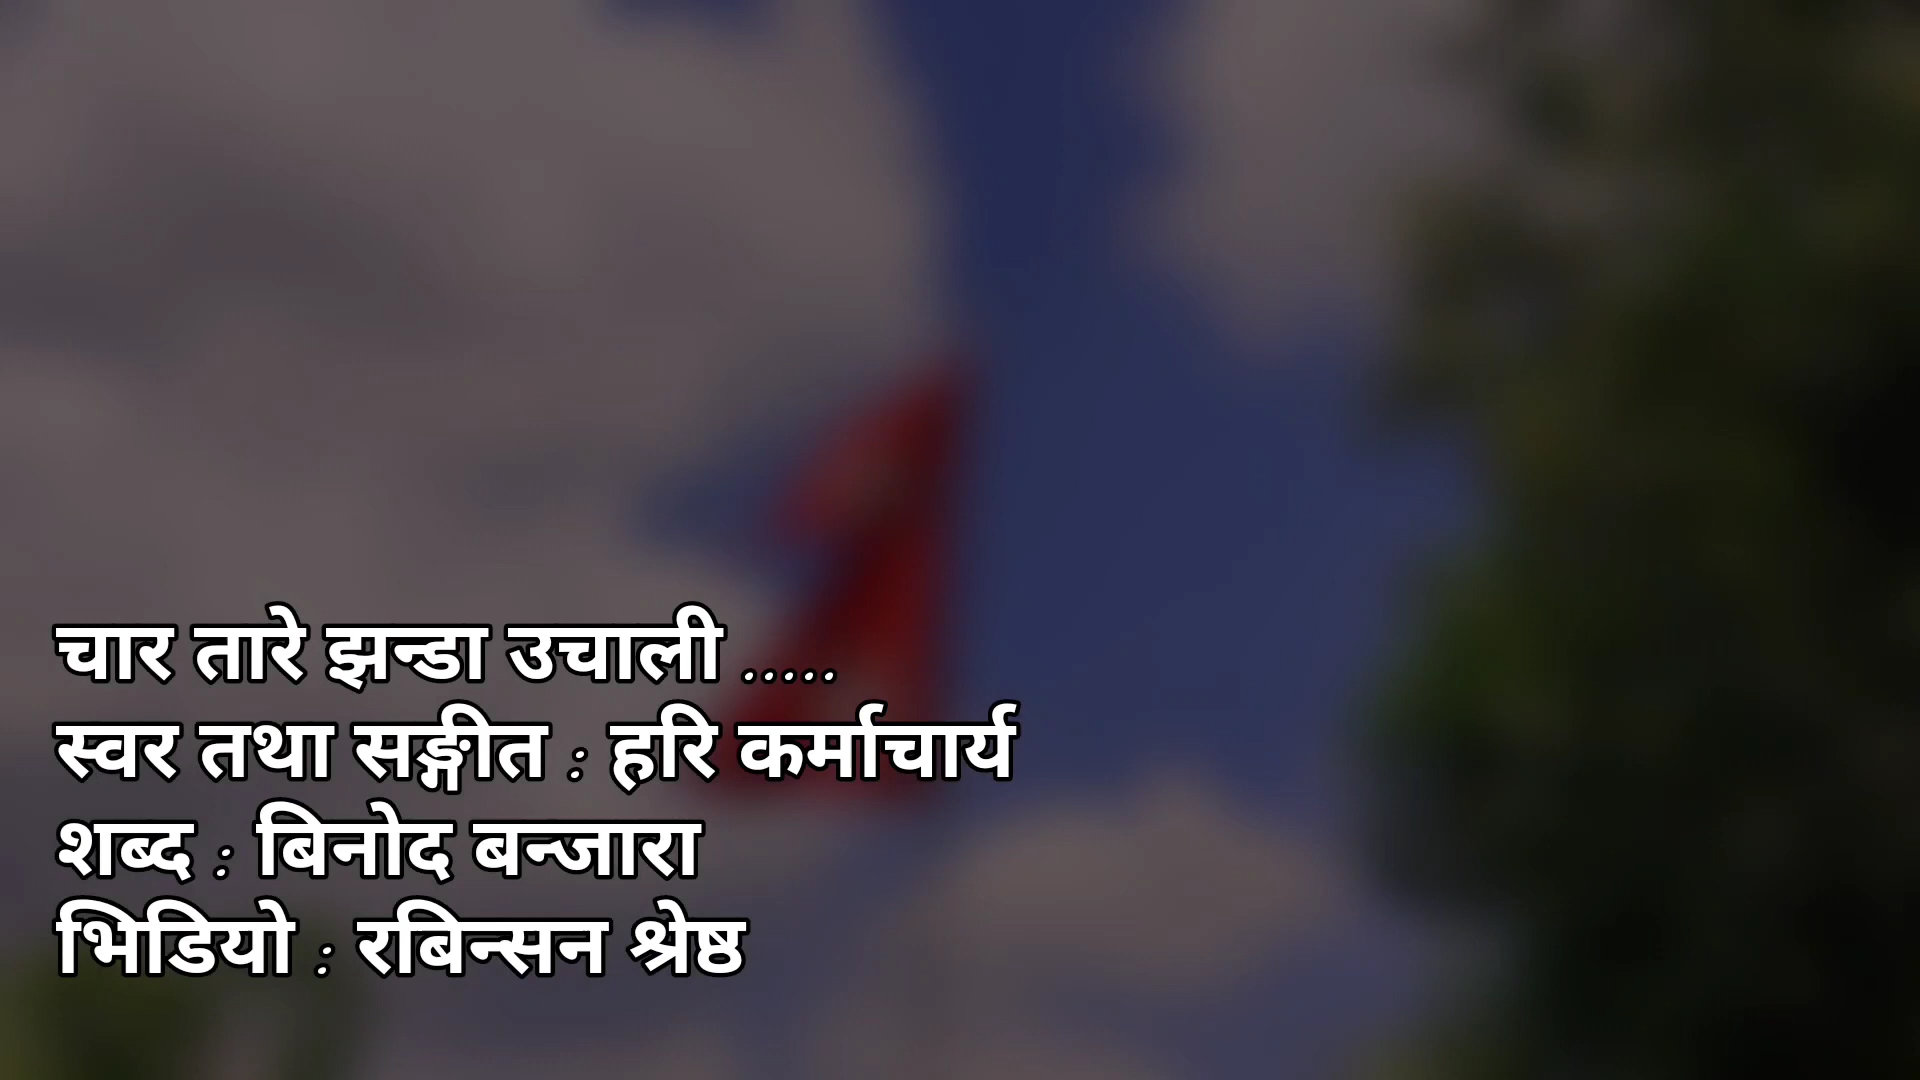 चार तारे झन्डा उचाली .....
स्वर तथा सङ्गीत : हरि कर्माचार्य
शब्द : बिनोद बन्जारा
भिडियो : रबिन्सन श्रेष्ठ